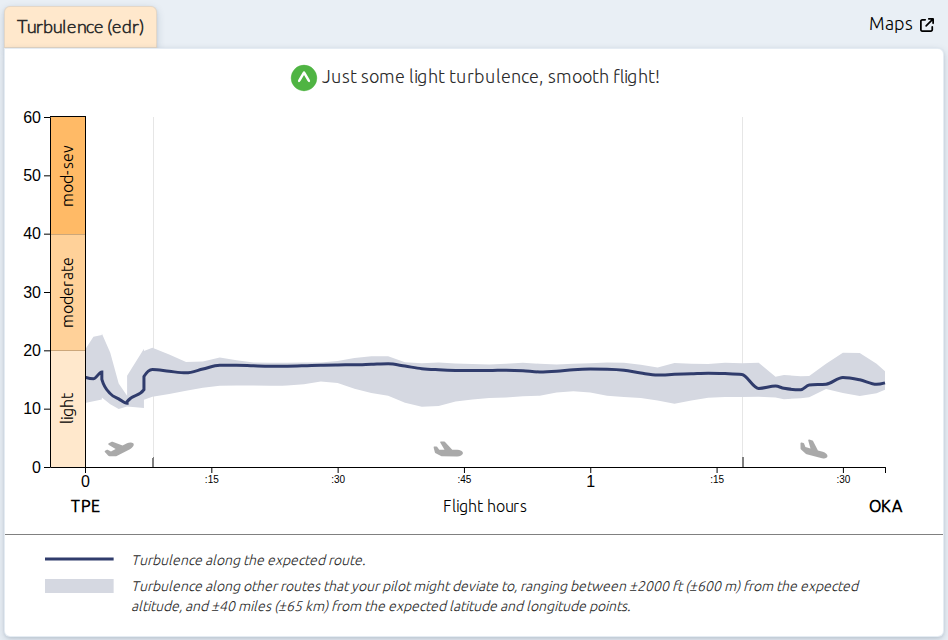 Turbulence (edr)
Maps
Just some light turbulence, smooth flight!
60
50
40
30
20
10
0
mod-sev
moderate
light
0
:15
:30
:45
1
:15
:30
TPE
Flight hours
OKA
Turbulence along the expected route.
Turbulence along other routes that your pilot might deviate to, ranging between ±2000 ft (±600 m) from the expected
altitude, and ±40 miles (±65 km) from the expected latitude and longitude points.